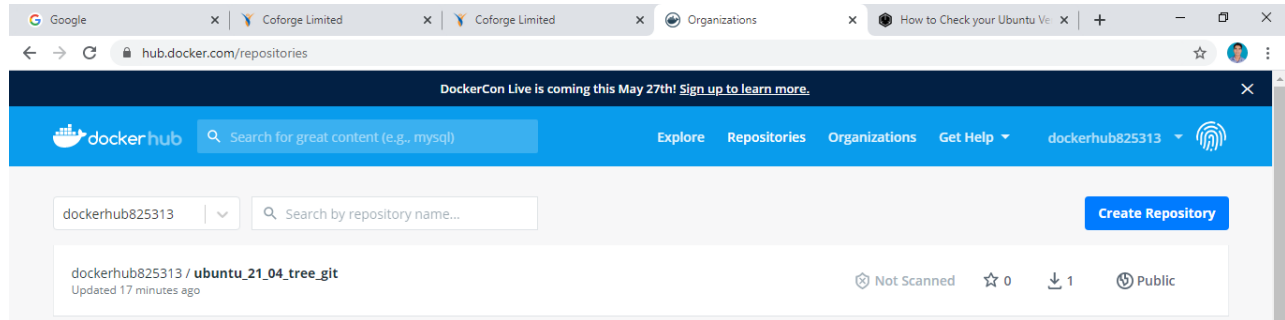 Google Coforge Limited Coforge Limited Organizations How to Check your Ubuntu Ve
hub.docker.com/repositories
DockerCon Live is coming this May 27th! Sign up to learn more.
dockerhub Search for great content (e.g., mysql) Explore Repositories Organizations Get Help dockerhub825313
dockerhub825313 Search by repository name... Create Repository
dockerhub825313 / ubuntu_21_04_tree_git Not Scanned 0 1 Public
Updated 17 minutes ago